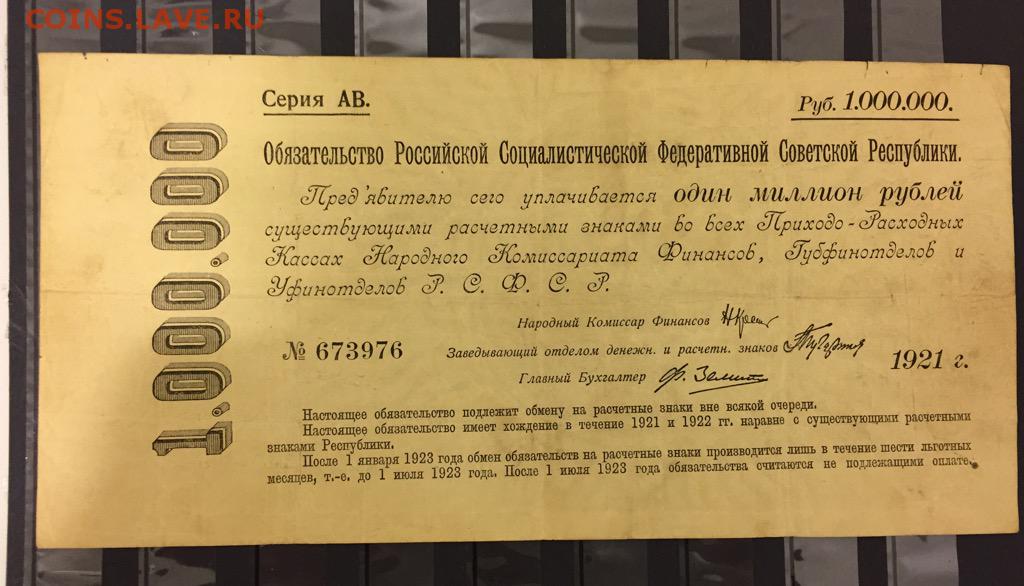 COINS.LAVE.RU
Серия АВ.
Руб. 1.000.000.
1.000.000
Обязательство Российской Социалистической Федеративной Советской Республики.
Пред'явителю сего уплачивается один миллион рублей
существующими расчетными знаками во всех Приходо-Расходных
Кассах Народного Комиссариата Финансов, Губфинотделов и
Уфинотделов Р. С. Ф. С. Р.
Народный Комиссар Финансов
№ 673976
Заведывающий отделом денежн. и расчетн. знаков
1921 г.
Главный Бухгалтер
Настоящее обязательство подлежит обмену на расчетные знаки вне всякой очереди.
Настоящее обязательство имеет хождение в течение 1921 и 1922 гг. наравне с существующими расчетными
знаками Республики.
После 1 января 1923 года обмен обязательств на расчетные знаки производится лишь в течение шести льготных
месяцев, т.-е. до 1 июля 1923 года. После 1 июля 1923 года обязательства считаются не подлежащими оплате.